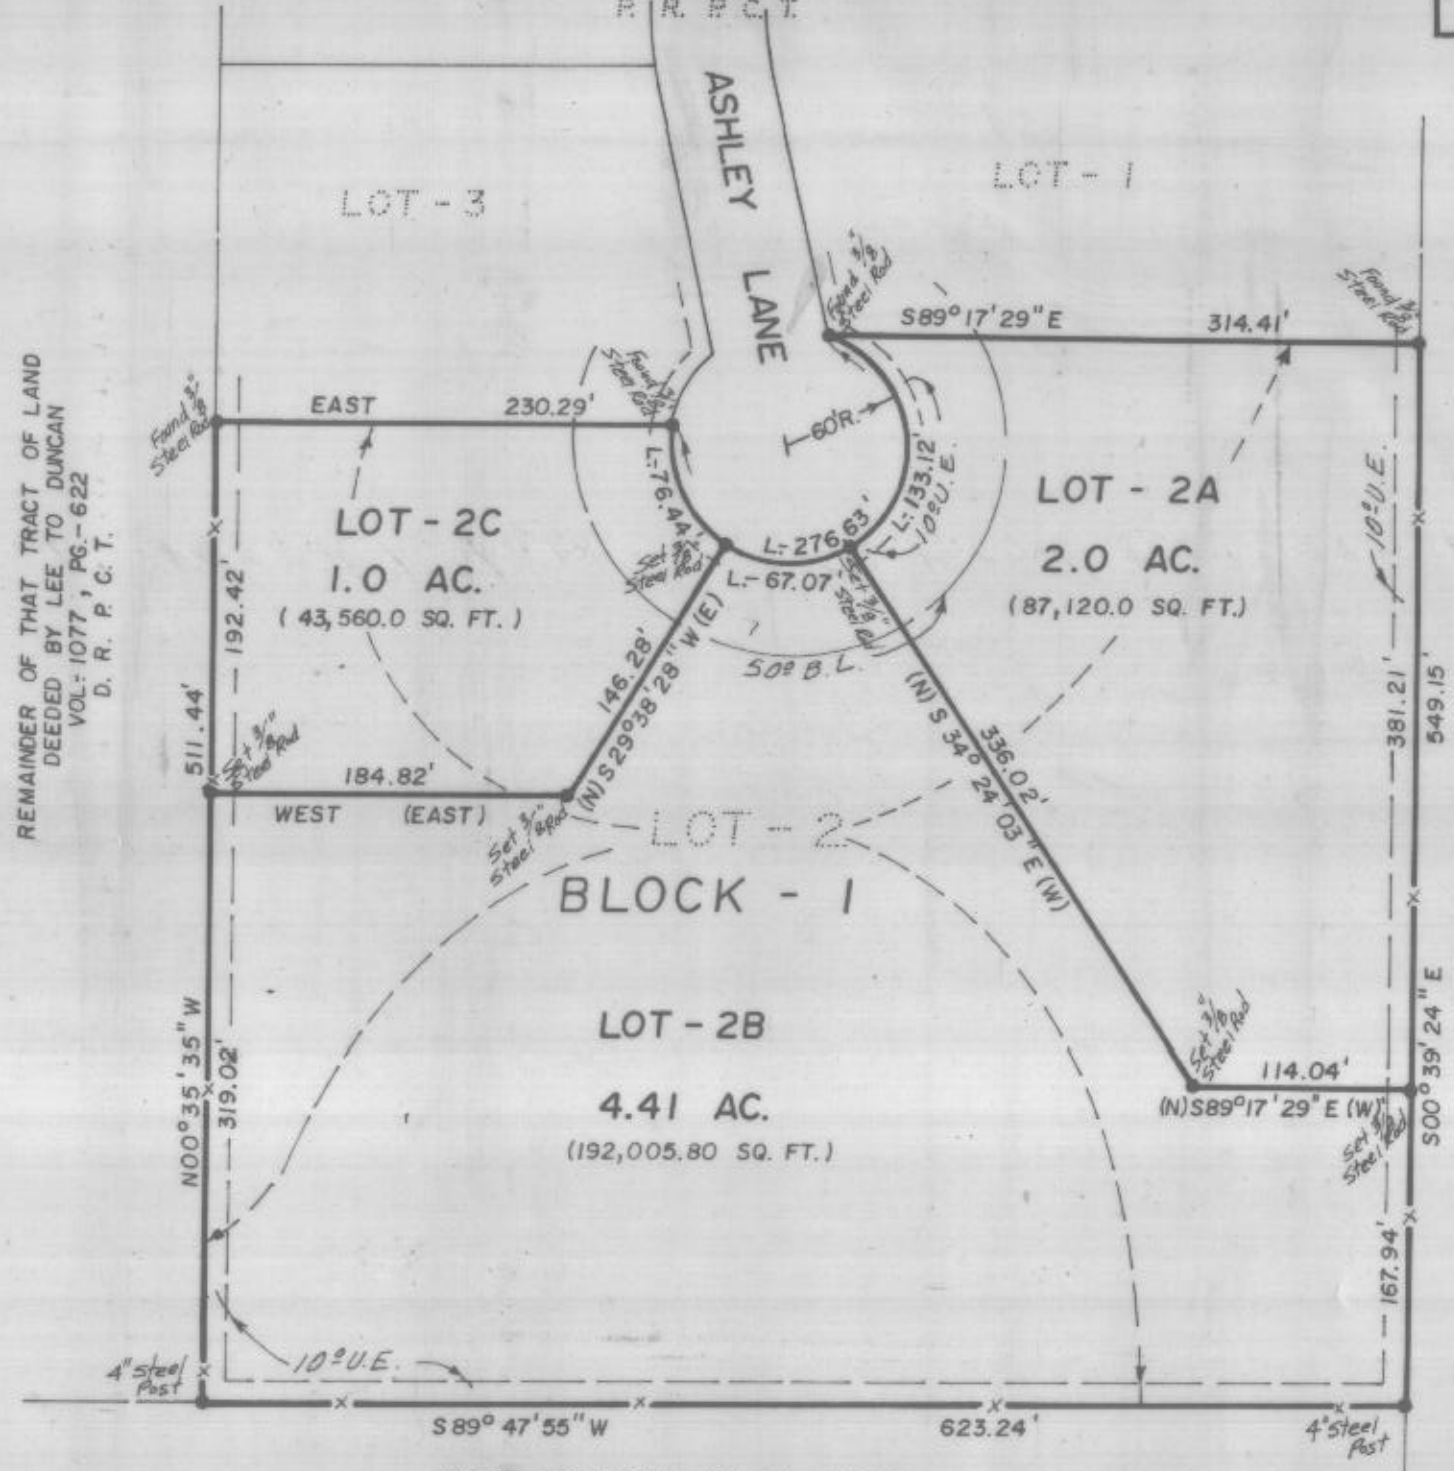 P. R. P. C. T.
ASHLEY LANE
LOT - 3
LOT - 1
Found 3/8"
Steel Rod
S89°17'29"E
314.41'
Found 3/8"
Steel Rod
Found 3/8"
Steel Rod
EAST
230.29'
Found 3/8"
Steel Rod
60'R.
L-76.44'
L-133.12'
10' U.E.
L-276.63'
L-67.07'
Set 3/8"
Steel Rod
Set 3/8"
Steel Rod
50' B.L.
LOT - 2C
1.0 AC.
(43,560.0 SQ. FT.)
LOT - 2A
2.0 AC.
(87,120.0 SQ. FT.)
10' U.E.
REMAINDER OF THAT TRACT OF LAND
DEEDED BY LEE TO DUNCAN
VOL-1077, PG.-622
D. R. P. C. T.
192.42'
511.44'
146.28'
(N) S29°38'28"W (E)
336.02'
(N) S 34° 24' 03" E (W)
381.21'
549.15'
Set 3/8"
Steel Rod
184.82'
WEST (EAST)
Set 3/8"
Steel Rod
LOT - 2
BLOCK - 1
LOT - 2B
4.41 AC.
(192,005.80 SQ. FT.)
N00°35'35"W
319.02'
Set 3/8"
Steel Rod
114.04'
(N)S89°17'29"E (W)
Set 3/8"
Steel Rod
S00°39'24"E
167.94'
10' U.E.
4" Steel
Post
S89°47'55"W
623.24'
4" Steel
Post